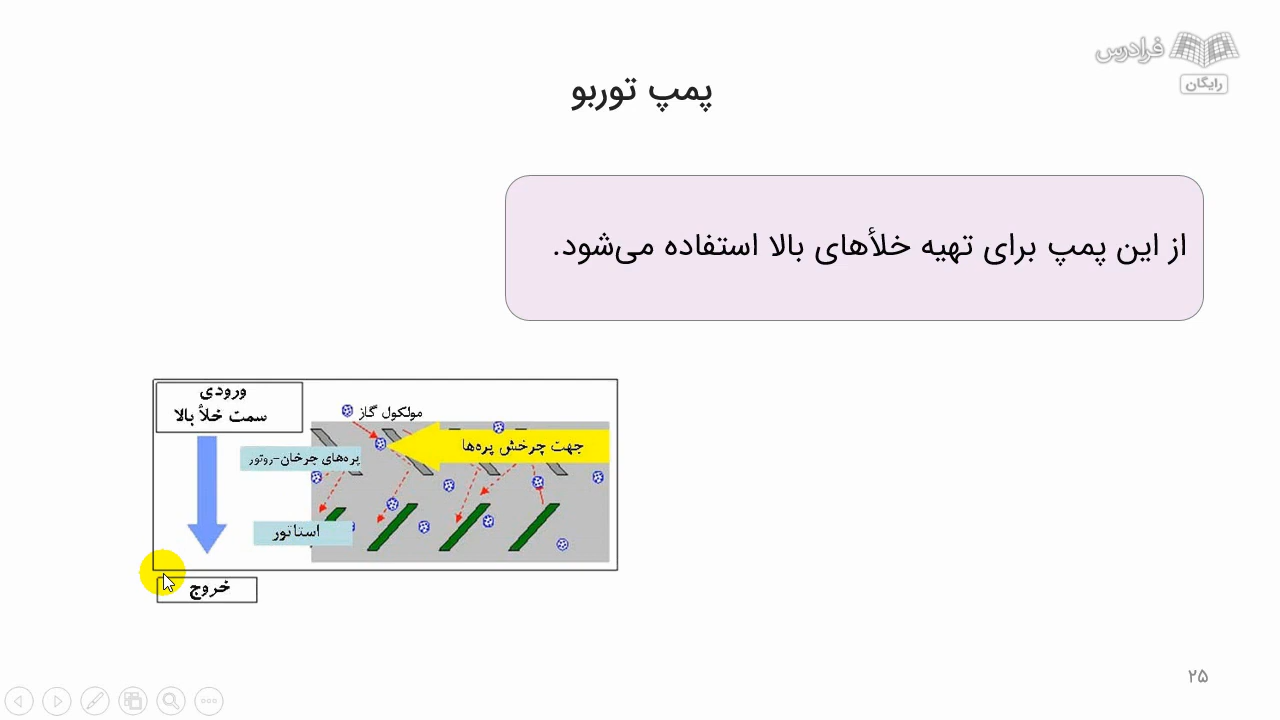 فرادرس
رایگان
پمپ توربو
از این پمپ برای تهیه خلأهای بالا استفاده می‌شود.
ورودی
سمت خلأ بالا
مولکول گاز
جهت چرخش پره‌ها
پره‌های چرخان-روتور
استاتور
خروج
۲۵